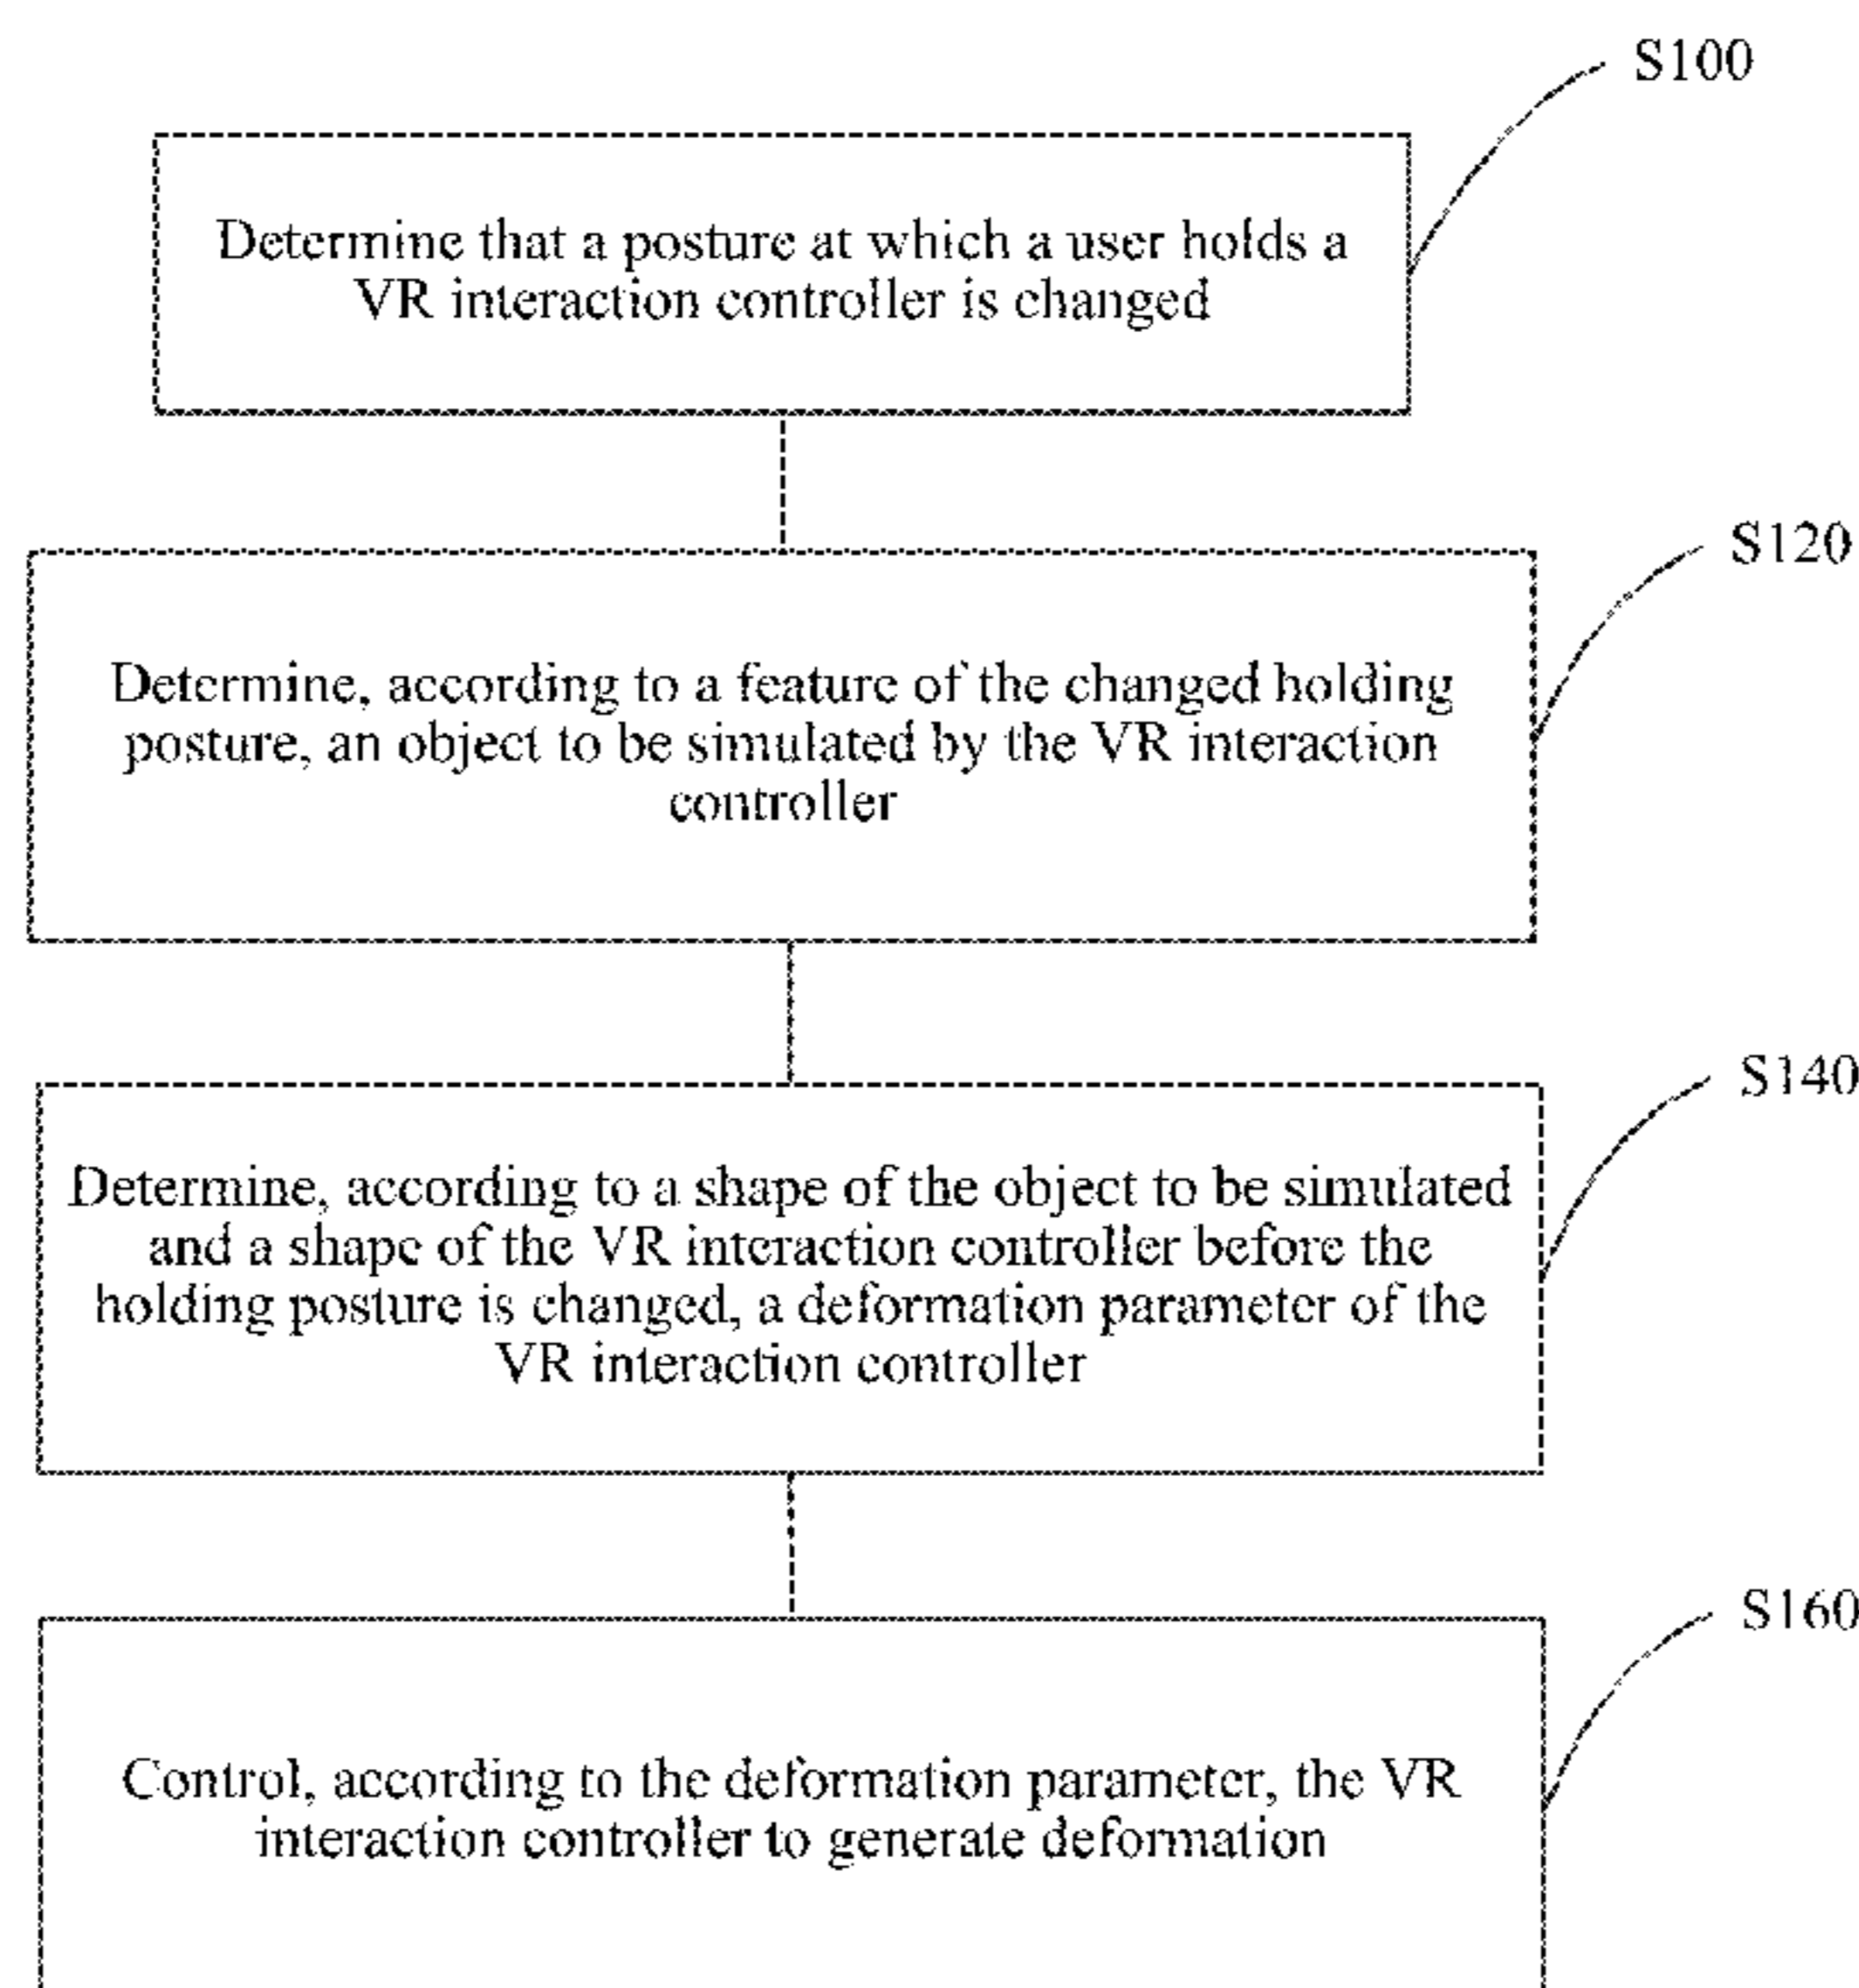 S100
Determine that a posture at which a user holds a
VR interaction controller is changed
S120
Determine, according to a feature of the changed holding
posture, an object to be simulated by the VR interaction
controller
S140
Determine, according to a shape of the object to be simulated
and a shape of the VR interaction controller before the
holding posture is changed, a deformation parameter of the
VR interaction controller
S160
Control, according to the deformation parameter, the VR
interaction controller to generate deformation